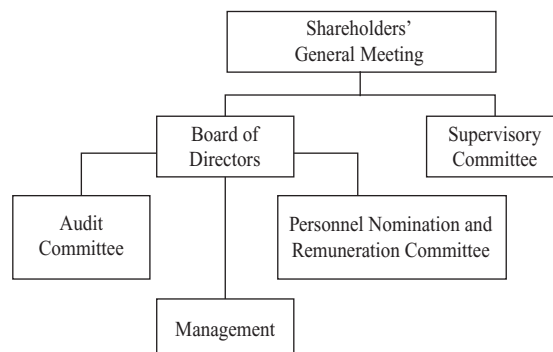 Shareholders’
General Meeting
Board of
Directors
Supervisory
Committee
Audit
Committee
Personnel Nomination and
Remuneration Committee
Management